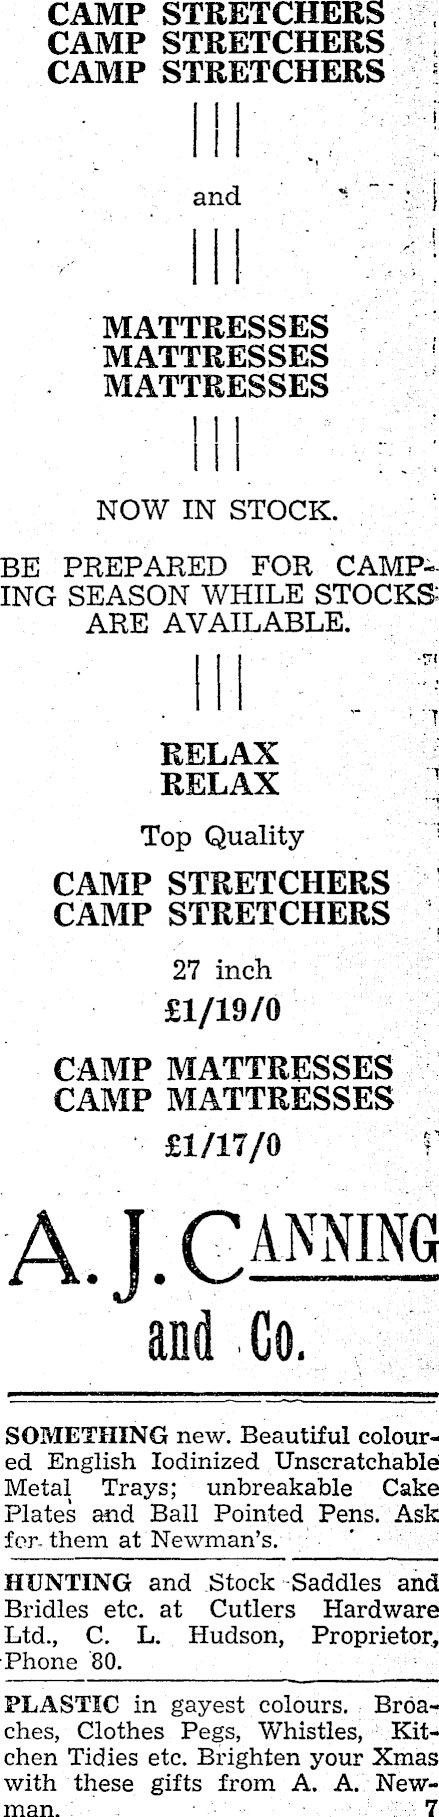 CAMP STRETCHERS
CAMP STRETCHERS
CAMP STRETCHERS
and
MATTRESSES
MATTRESSES
MATTRESSES
NOW IN STOCK.
BE PREPARED FOR CAMP-
ING SEASON WHILE STOCKS
ARE AVAILABLE.
RELAX
RELAX
Top Quality
CAMP STRETCHERS
CAMP STRETCHERS
27 inch
£1/19/0
CAMP MATTRESSES
CAMP MATTRESSES
£1/17/0
A. J. CANNING
and Co.
SOMETHING new. Beautiful colour-
ed English Iodinized Unscratchable
Metal Trays; unbreakable Cake
Plates and Ball Pointed Pens. Ask
for them at Newman's.
HUNTING and Stock Saddles and
Bridles etc. at Cutlers Hardware
Ltd., C. L. Hudson, Proprietor,
Phone 80.
PLASTIC in gayest colours. Broa-
ches, Clothes Pegs, Whistles, Kit-
chen Tidies etc. Brighten your Xmas
with these gifts from A. A. New-
man. 7